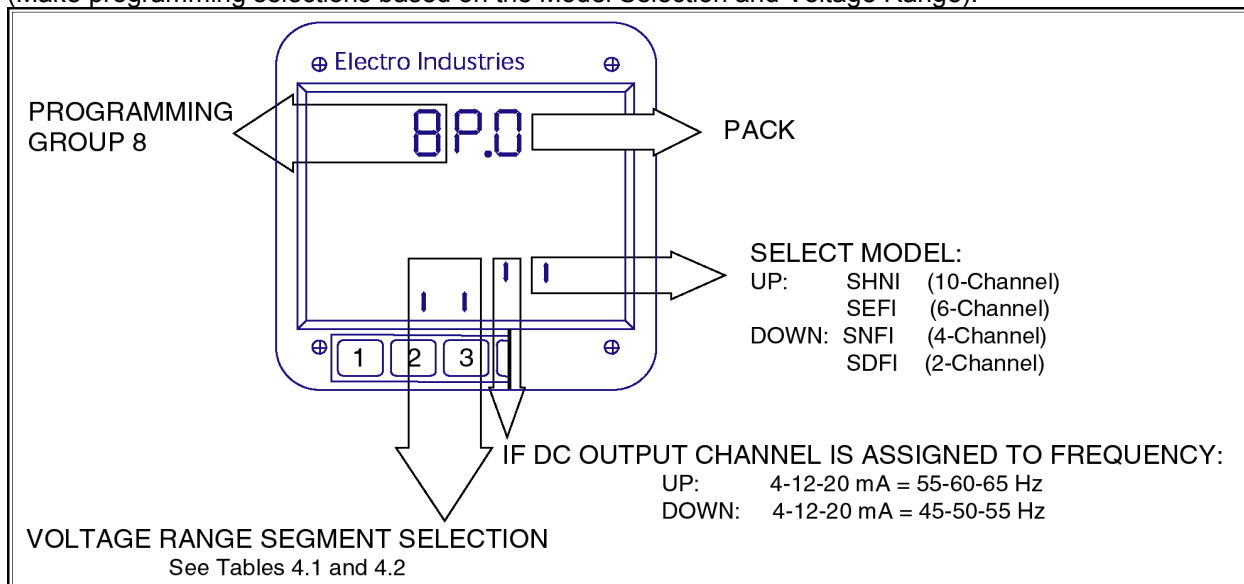 (Make programming selections based on the Model Selection and Voltage Range).
Electro Industries
PROGRAMMING
GROUP 8
8P.0
PACK
SELECT MODEL:
UP: SHNI (10-Channel)
SEFI (6-Channel)
DOWN: SNFI (4-Channel)
SDFI (2-Channel)
1 2 3
IF DC OUTPUT CHANNEL IS ASSIGNED TO FREQUENCY:
UP: 4-12-20 mA = 55-60-65 Hz
DOWN: 4-12-20 mA = 45-50-55 Hz
VOLTAGE RANGE SEGMENT SELECTION
See Tables 4.1 and 4.2